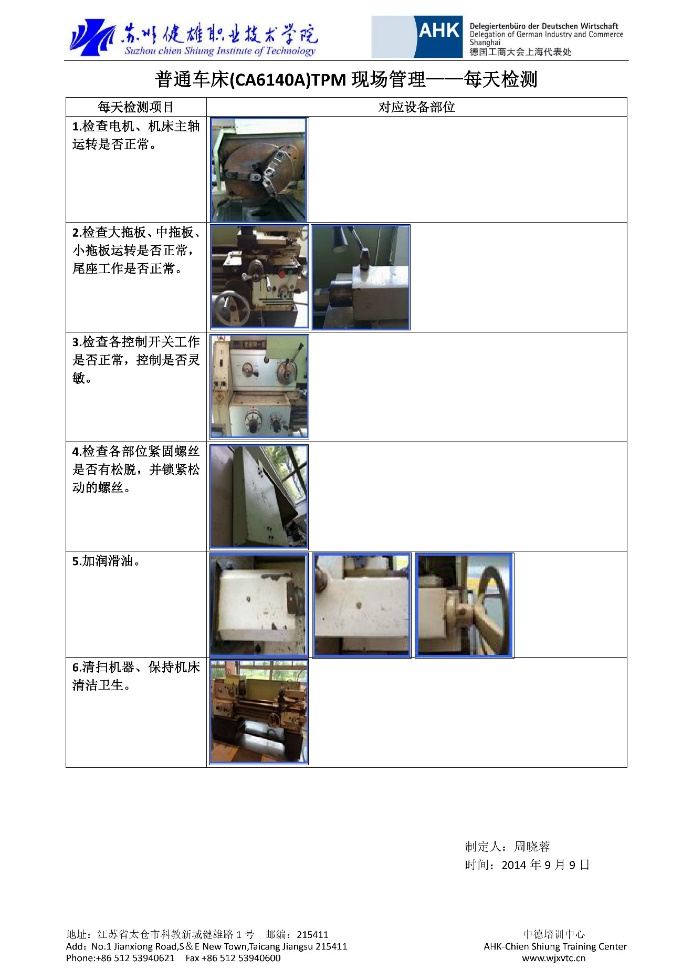 苏州健雄职业技术学院
Suzhou chien Shiung Institute of Technology
AHK
Delegiertenbüro der Deutschen Wirtschaft
Delegation of German Industry and Commerce
Shanghai
德国工商大会上海代表处
普通车床(CA6140A)TPM 现场管理——每天检测
每天检测项目
对应设备部位
1.检查电机、机床主轴
运转是否正常。
2.检查大拖板、中拖板、
小拖板运转是否正常，
尾座工作是否正常。
3.检查各控制开关工作
是否正常，控制是否灵
敏。
4.检查各部位紧固螺丝
是否有松脱，并锁紧松
动的螺丝。
5.加润滑油。
6.清扫机器、保持机床
清洁卫生。
制定人：周晓蓉
时间：2014 年 9 月 9 日
地址：江苏省太仓市科教新城健雄路 1 号 邮编：215411
Add：No.1 Jianxiong Road,S＆E New Town,Taicang Jiangsu 215411
Phone:+86 512 53940621 Fax +86 512 53940600
中德培训中心
AHK-Chien Shiung Training Center
www.wjxvtc.cn